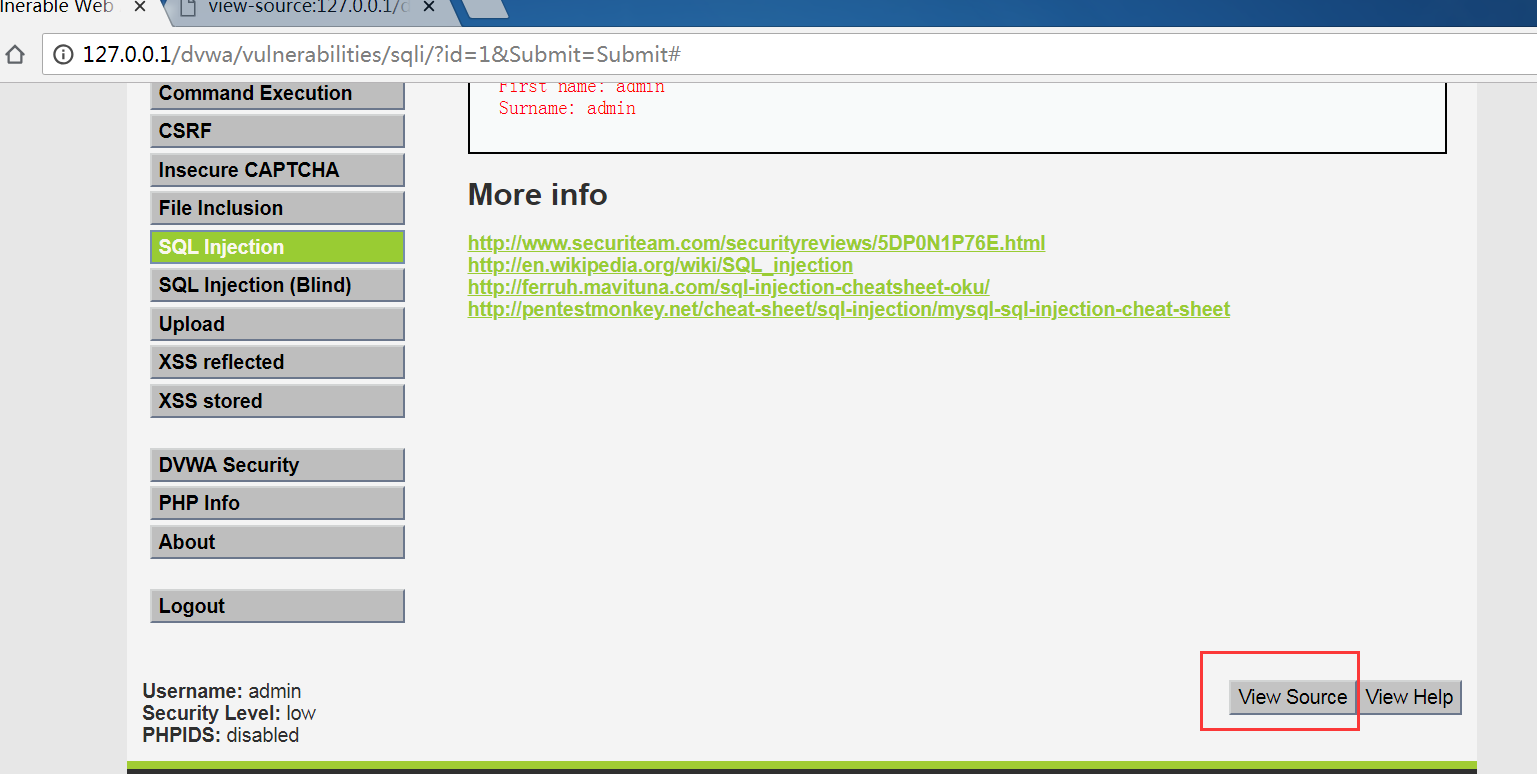 lnerable Web
view-source:127.0.0.1/d
127.0.0.1/dvwa/vulnerabilities/sqli/?id=1&Submit=Submit#
Command Execution
CSRF
Insecure CAPTCHA
File Inclusion
SQL Injection
SQL Injection (Blind)
Upload
XSS reflected
XSS stored
DVWA Security
PHP Info
About
Logout
First name: admin
Surname: admin
More info
http://www.securiteam.com/securityreviews/5DP0N1P76E.html
http://en.wikipedia.org/wiki/SQL_injection
http://ferruh.mavituna.com/sql-injection-cheatsheet-oku/
http://pentestmonkey.net/cheat-sheet/sql-injection/mysql-sql-injection-cheat-sheet
Username: admin
Security Level: low
PHPIDS: disabled
View Source
View Help